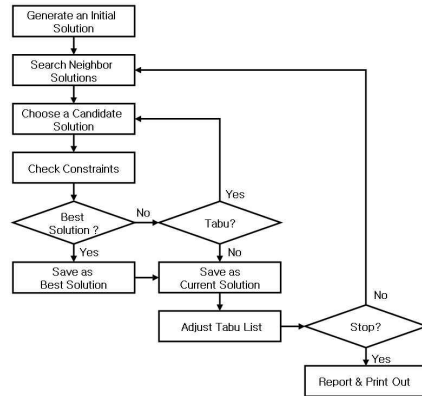 Generate an Initial
Solution
Search Neighbor
Solutions
Choose a Candidate
Solution
Check Constraints
Yes
Best
Solution ?
No
Tabu?
Yes
No
Save as
Best Solution
Save as
Current Solution
No
Adjust Tabu List
Stop?
Yes
Report & Print Out